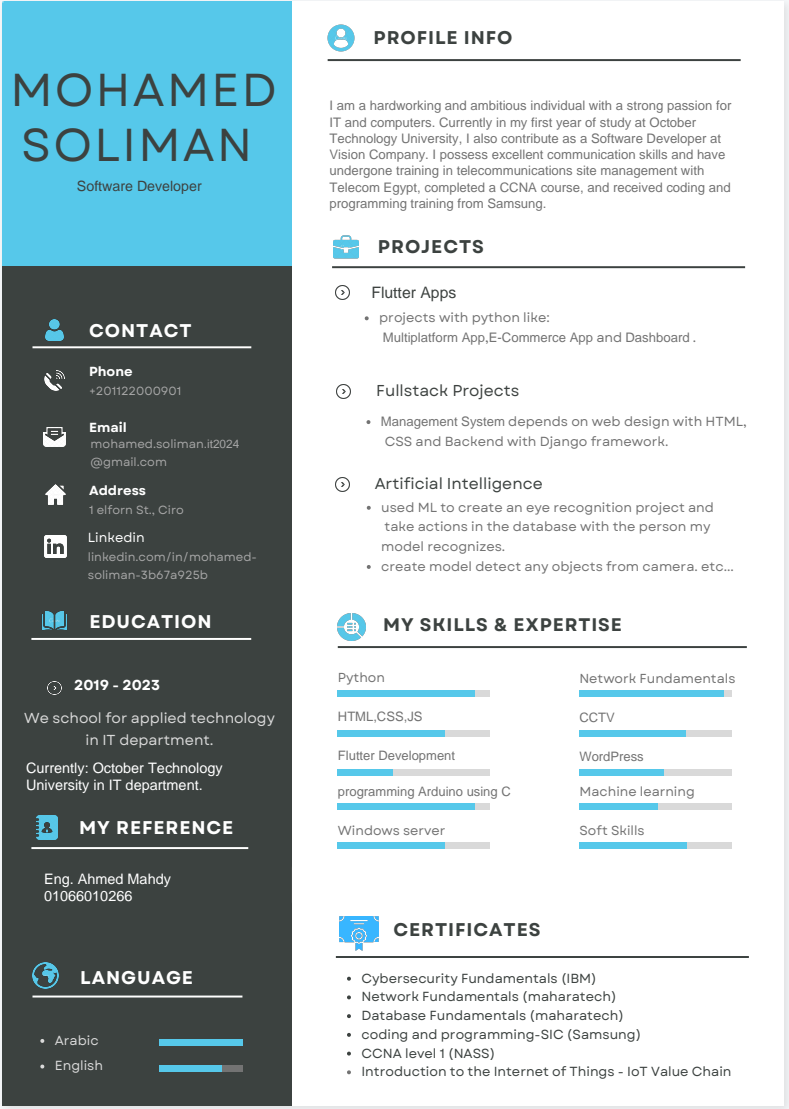 MOHAMED
SOLIMAN
Software Developer
CONTACT
Phone
+201122000901
Email
mohamed.soliman.it2024
@gmail.com
Address
1 elforn St., Ciro
Linkedin
linkedin.com/in/mohamed-
soliman-3b67a925b
EDUCATION
2019 - 2023
We school for applied technology
in IT department.
Currently: October Technology
University in IT department.
MY REFERENCE
Eng. Ahmed Mahdy
01066010266
LANGUAGE
• Arabic
• English
PROFILE INFO
I am a hardworking and ambitious individual with a strong passion for
IT and computers. Currently in my first year of study at October
Technology University, I also contribute as a Software Developer at
Vision Company. I possess excellent communication skills and have
undergone training in telecommunications site management with
Telecom Egypt, completed a CCNA course, and received coding and
programming training from Samsung.
PROJECTS
Flutter Apps
• projects with python like:
Multiplatform App,E-Commerce App and Dashboard .
Fullstack Projects
• Management System depends on web design with HTML,
CSS and Backend with Django framework.
Artificial Intelligence
• used ML to create an eye recognition project and
take actions in the database with the person my
model recognizes.
• create model detect any objects from camera. etc...
MY SKILLS & EXPERTISE
Python
HTML,CSS,JS
Flutter Development
programming Arduino using C
Windows server
Network Fundamentals
CCTV
WordPress
Machine learning
Soft Skills
CERTIFICATES
• Cybersecurity Fundamentals (IBM)
• Network Fundamentals (maharatech)
• Database Fundamentals (maharatech)
• coding and programming-SIC (Samsung)
• CCNA level 1 (NASS)
• Introduction to the Internet of Things - IoT Value Chain